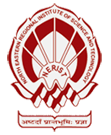 NORTH EASTERN REGIONAL INSTITUTE OF SCIENCE AND TECHNOLOGY
NERIST